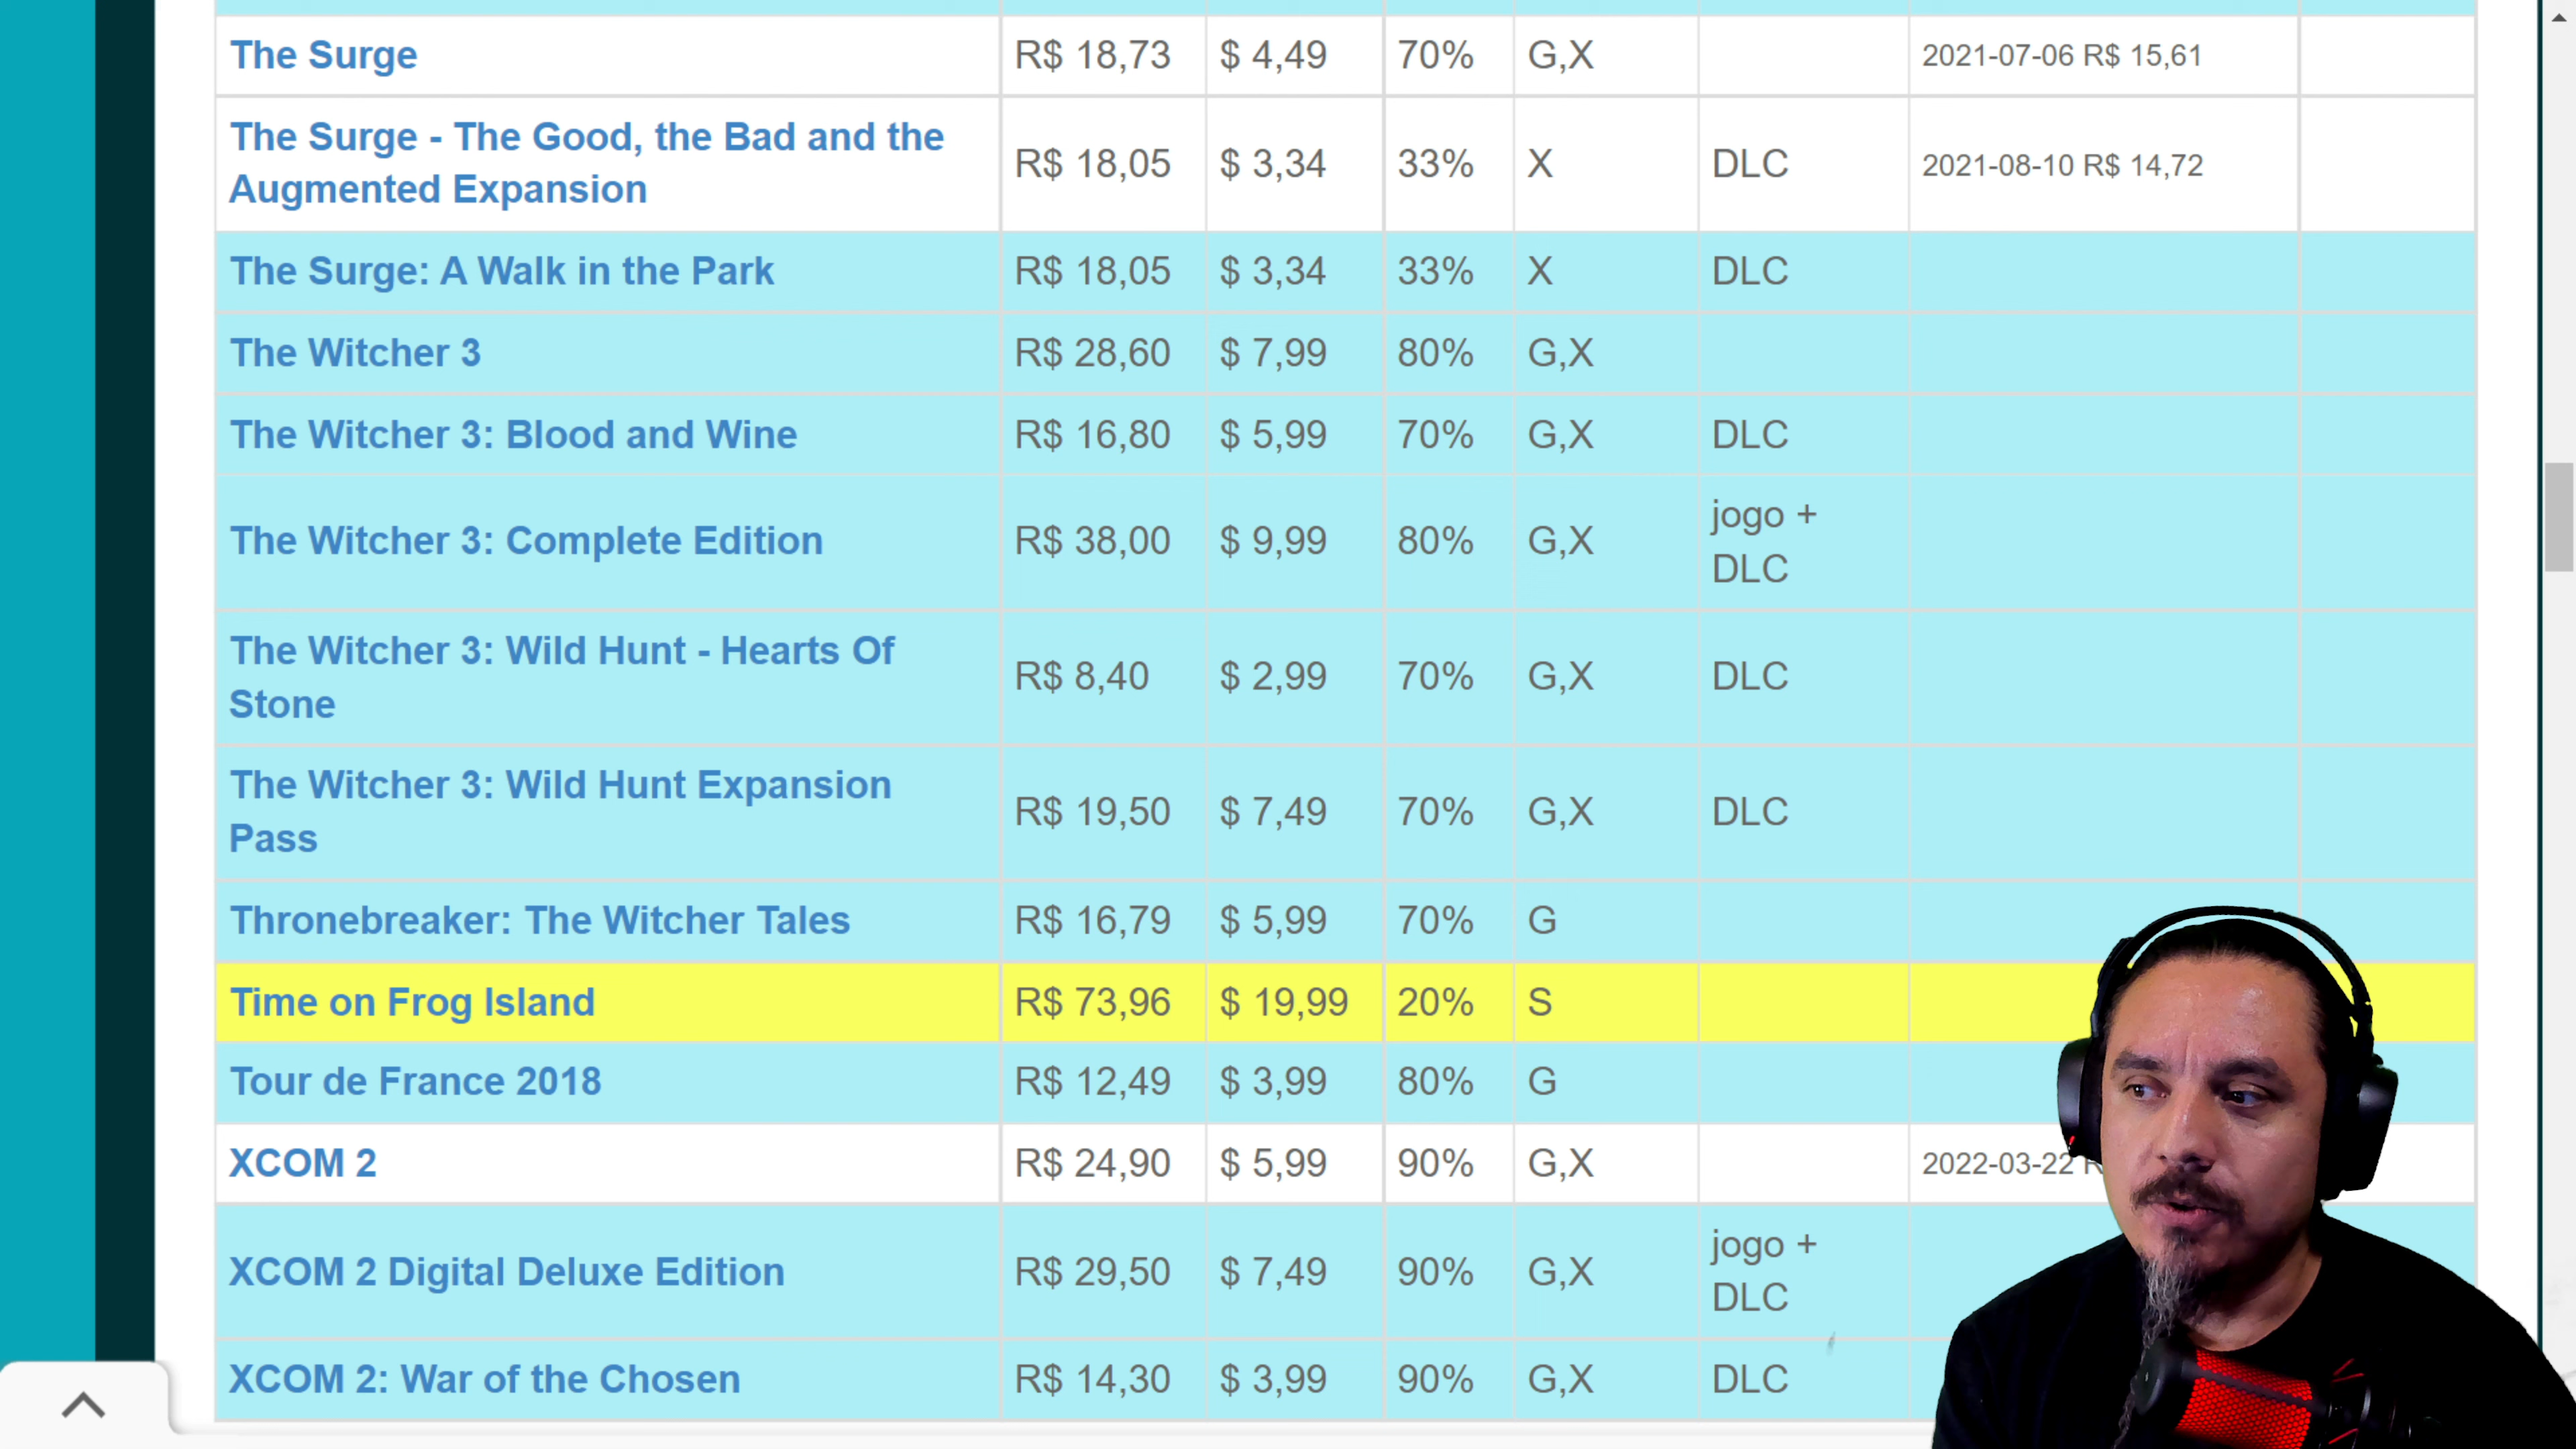 The Surge R$ 18,73 $ 4,49 70% G,X 2021-07-06 R$ 15,61
The Surge - The Good, the Bad and the
Augmented Expansion R$ 18,05 $ 3,34 33% X DLC 2021-08-10 R$ 14,72
The Surge: A Walk in the Park R$ 18,05 $ 3,34 33% X DLC
The Witcher 3 R$ 28,60 $ 7,99 80% G,X
The Witcher 3: Blood and Wine R$ 16,80 $ 5,99 70% G,X DLC
The Witcher 3: Complete Edition R$ 38,00 $ 9,99 80% G,X jogo +
DLC
The Witcher 3: Wild Hunt - Hearts Of
Stone R$ 8,40 $ 2,99 70% G,X DLC
The Witcher 3: Wild Hunt Expansion
Pass R$ 19,50 $ 7,49 70% G,X DLC
Thronebreaker: The Witcher Tales R$ 16,79 $ 5,99 70% G
Time on Frog Island R$ 73,96 $ 19,99 20% S
Tour de France 2018 R$ 12,49 $ 3,99 80% G
XCOM 2 R$ 24,90 $ 5,99 90% G,X 2022-03-22
XCOM 2 Digital Deluxe Edition R$ 29,50 $ 7,49 90% G,X jogo +
DLC
XCOM 2: War of the Chosen R$ 14,30 $ 3,99 90% G,X DLC